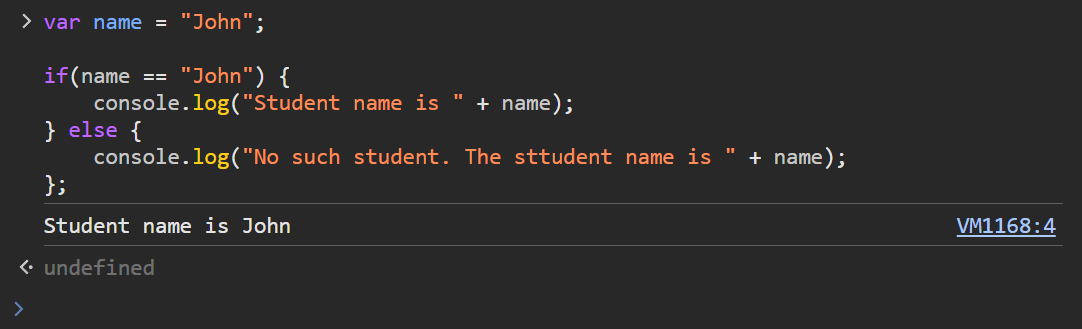 > var name = "John";
if(name == "John") {
    console.log("Student name is " + name);
} else {
    console.log("No such student. The sttudent name is " + name);
};
Student name is John VM1168:4
undefined
>